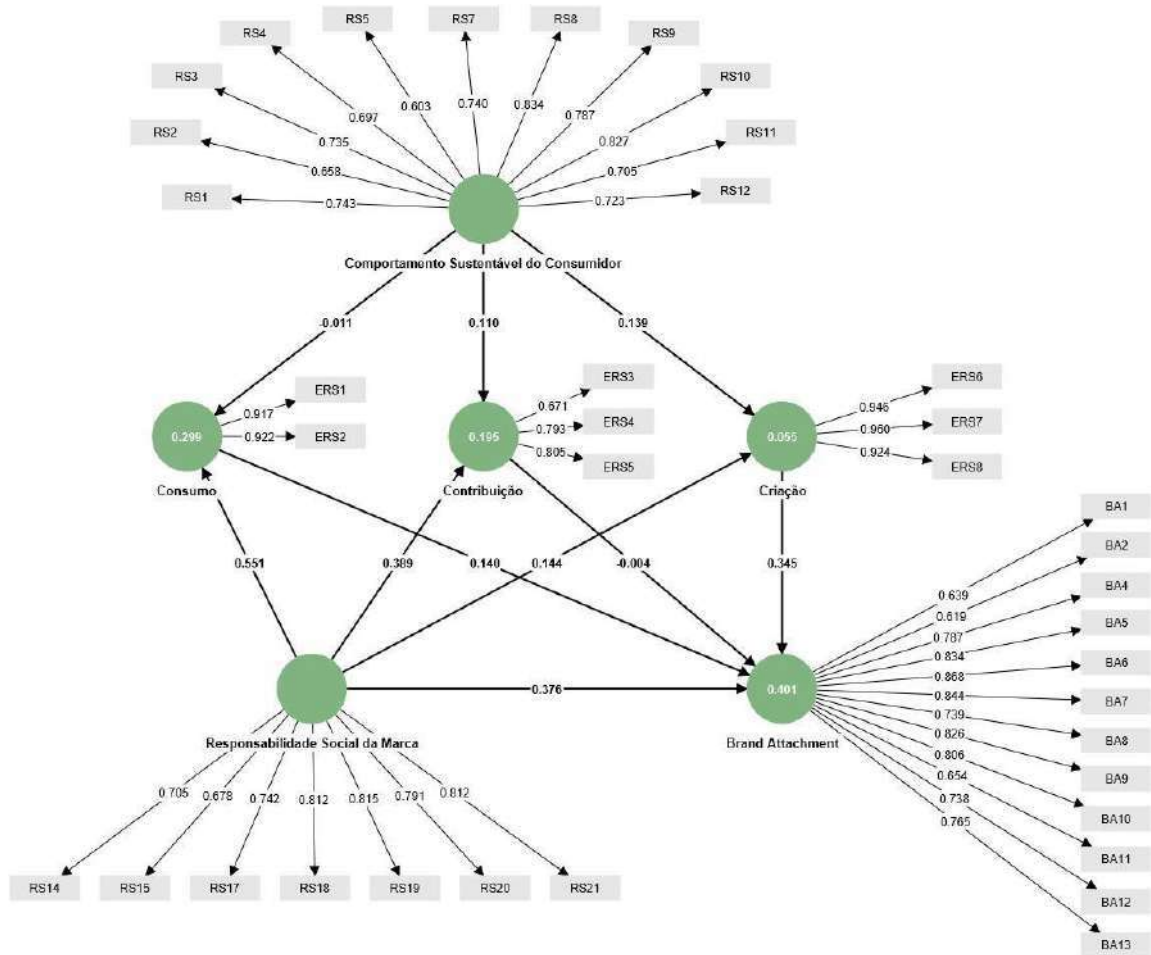 RS5
RS7
RS8
RS4
RS9
RS3
RS10
RS2
RS11
RS1
RS12
0.743
0.658
0.735
0.697
0.603
0.740
0.834
0.787
0.827
0.705
0.723
Comportamento Sustentável do Consumidor
-0.011
0.110
0.139
ERS1
ERS2
0.917
0.922
0.299
Consumo
ERS3
ERS4
ERS5
0.671
0.793
0.805
0.195
Contribuição
ERS6
ERS7
ERS8
0.946
0.960
0.924
0.055
Criação
0.551
0.389
0.140
0.144
-0.004
0.345
0.376
Responsabilidade Social da Marca
0.705
0.678
0.742
0.812
0.815
0.791
0.812
RS14
RS15
RS17
RS18
RS19
RS20
RS21
0.401
Brand Attachment
0.639
0.619
0.787
0.834
0.868
0.844
0.739
0.826
0.806
0.654
0.738
0.765
BA1
BA2
BA4
BA5
BA6
BA7
BA8
BA9
BA10
BA11
BA12
BA13